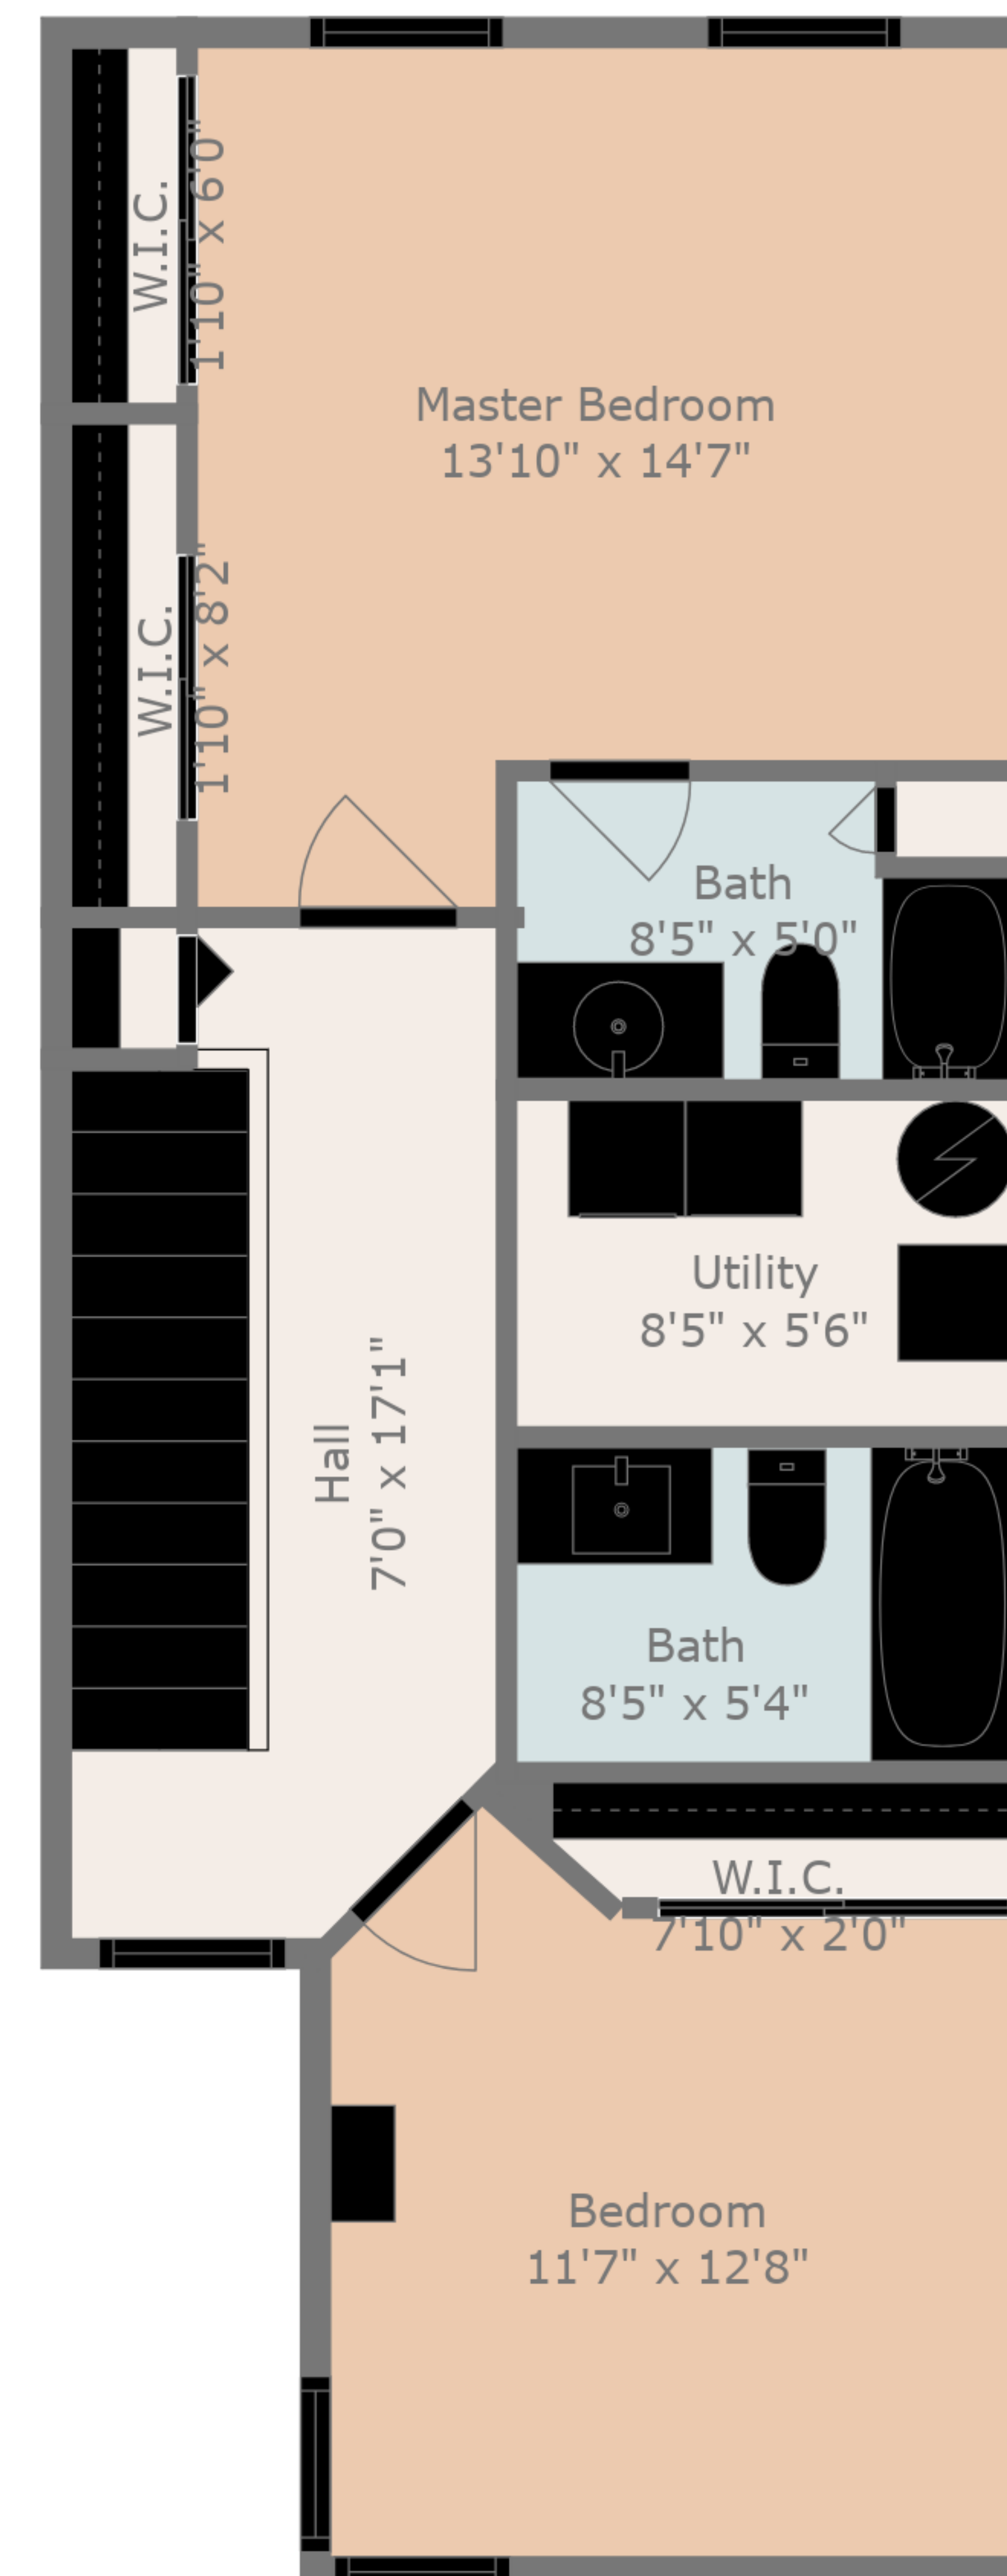 W.I.C.
1'10" x 6'0"
Master Bedroom
13'10" x 14'7"
W.I.C.
1'10" x 8'2"
Bath
8'5" x 5'0"
Utility
8'5" x 5'6"
Hall
7'0" x 17'1"
Bath
8'5" x 5'4"
W.I.C.
7'10" x 2'0"
Bedroom
11'7" x 12'8"